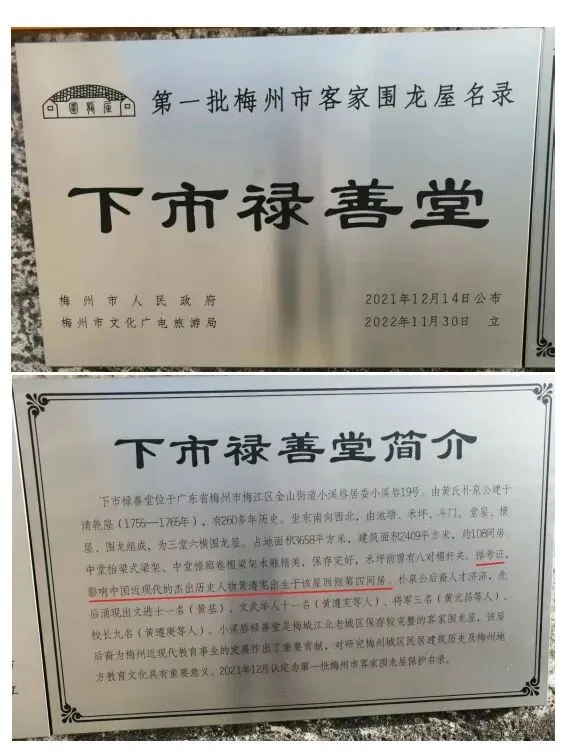 第一批梅州市客家围龙屋名录
下市禄善堂
梅州市人民政府
梅州市文化广电旅游局
2021年12月14日公布
2022年11月30日 立
下市禄善堂简介
下市禄善堂位于广东省梅州市梅江区金山街道小溪唇居委小溪唇19号。由黄氏朴泉公建于
清乾隆（1755—1765年），有260多年历史。坐东南向西北，由池塘、禾坪、斗门、堂屋、横
屋、围龙组成，为三堂六横围龙屋。占地面积3658平方米，建筑面积2409平方米，约108间房。
中堂抬梁式梁架、中堂檐廊卷棚梁架木雕精美，保存完好，禾坪前曾有八对楣杆夹。据考证，
影响中国近现代的杰出历史人物黄遵宪出生于该屋西侧第四间房。朴泉公后裔人才济济，先
后涌现出文进士一名（黄基）、文武举人十一名（黄遵宪等人）、将军三名（黄元昌等人）、
校长九名（黄遵庚等人）。小溪唇禄善堂是梅城江北老城区保存较完整的客家围龙屋，该屋
后裔为梅州近现代教育事业的发展作出了重要贡献，对研究梅州城区民居建筑历史及梅州地
方教育文化具有重要意义。2021年12月认定为第一批梅州市客家围龙屋保护名录。